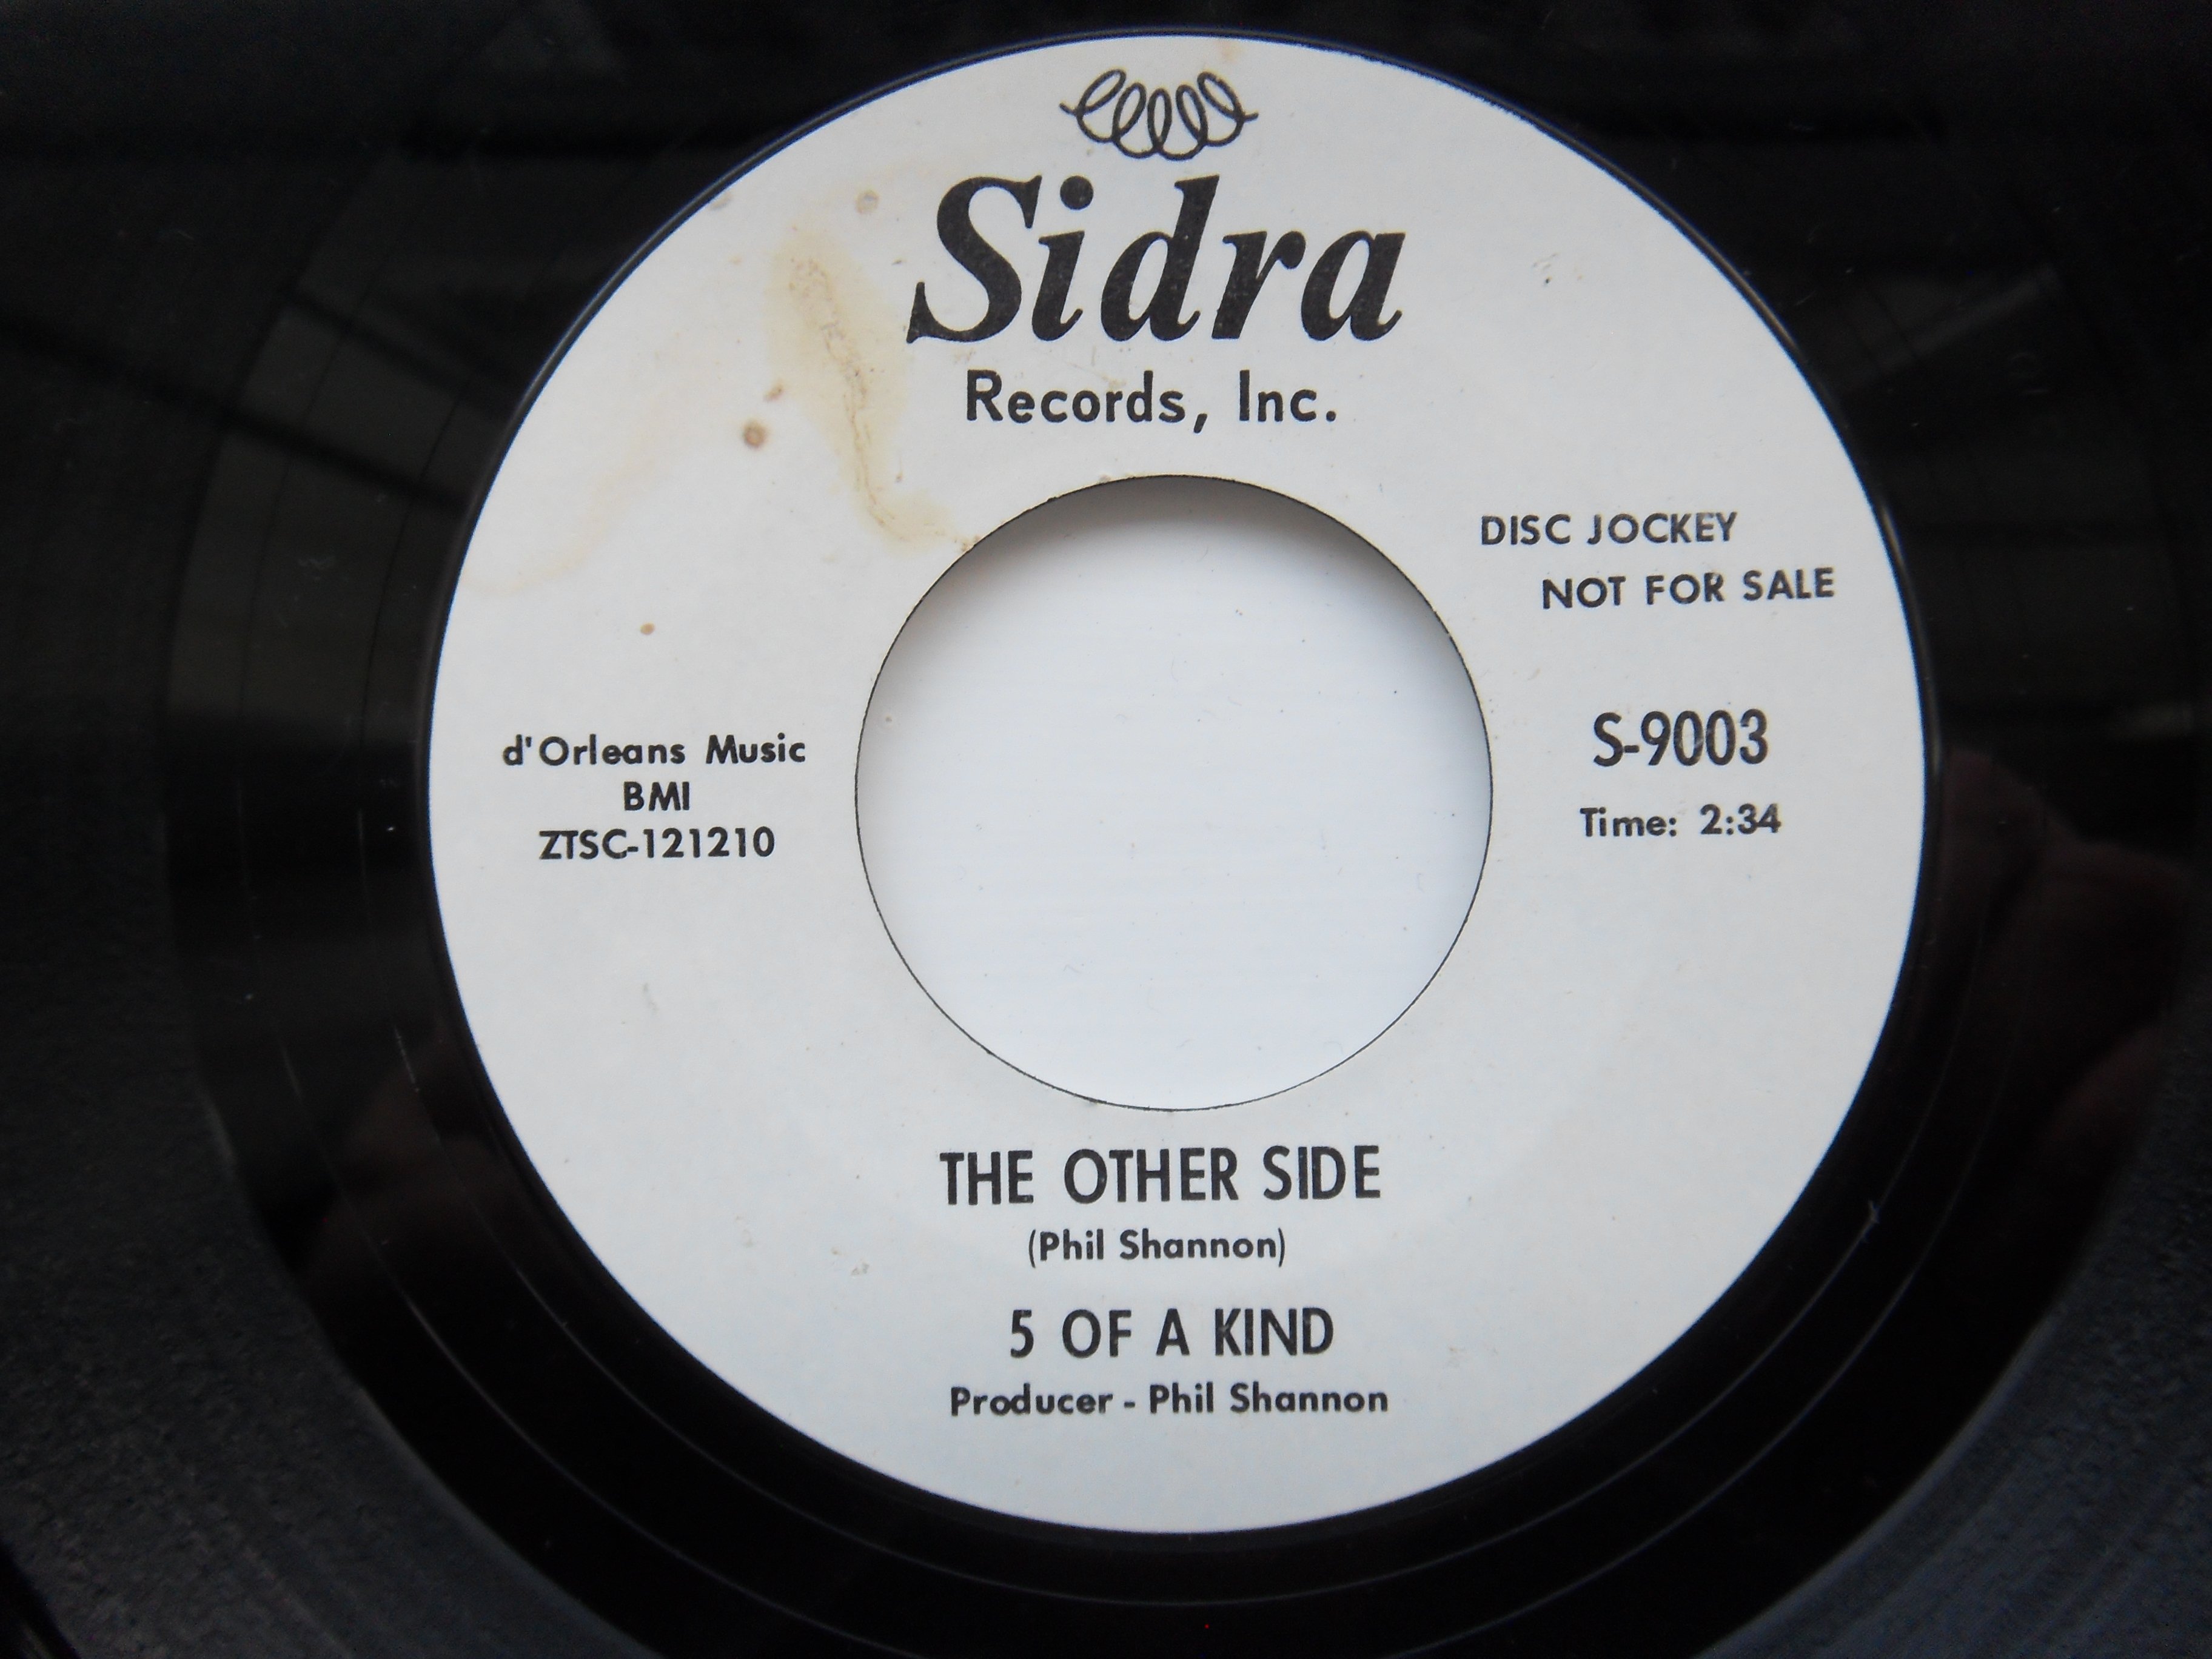 Sidra
Records, Inc.
DISC JOCKEY
NOT FOR SALE
d'Orleans Music
BMI
ZTSC-121210
S-9003
Time: 2:34
THE OTHER SIDE
(Phil Shannon)
5 OF A KIND
Producer - Phil Shannon